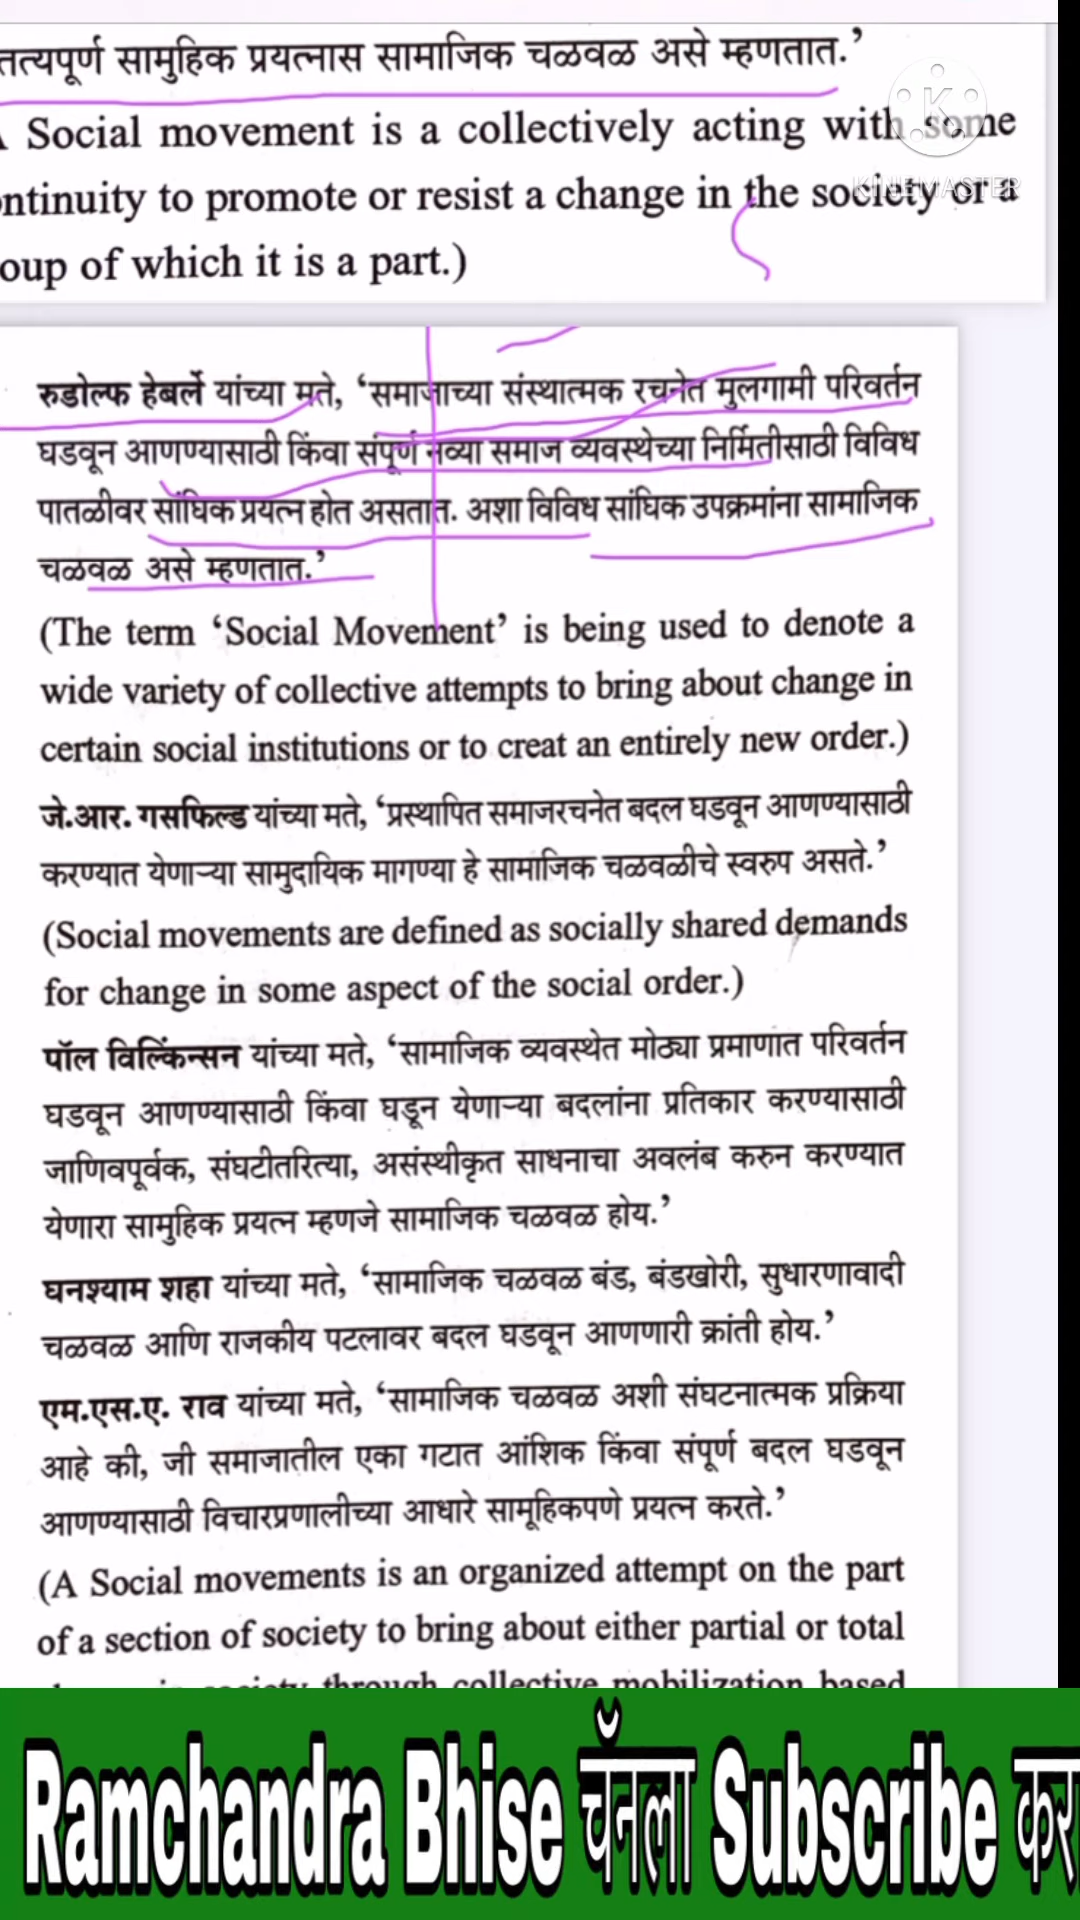 सामुहिक प्रयत्नास सामाजिक चळवळ असे म्हणतात.’
Social movement is a collectively acting with some
to promote or resist a change in the society or a
of which it is a part.)
KINEMASTER
रुडोल्फ हेबर्ले यांच्या मते, ‘समाजाच्या संस्थात्मक रचनेत मुलगामी परिवर्तन
घडवून आणण्यासाठी किंवा संपूर्ण नव्या समाज व्यवस्थेच्या निर्मितीसाठी विविध
पातळीवर सांघिक प्रयत्न होत असतात. अशा विविध सांघिक उपक्रमांना सामाजिक
चळवळ असे म्हणतात.’
(The term ‘Social Movement’ is being used to denote a
wide variety of collective attempts to bring about change in
certain social institutions or to creat an entirely new order.)
जे.आर. गसफिल्ड यांच्या मते, ‘प्रस्थापित समाजरचनेत बदल घडवून आणण्यासाठी
करण्यात येणाऱ्या सामुदायिक मागण्या हे सामाजिक चळवळीचे स्वरुप असते.’
(Social movements are defined as socially shared demands
for change in some aspect of the social order.)
पॉल विल्किंन्सन यांच्या मते, ‘सामाजिक व्यवस्थेत मोठ्या प्रमाणात परिवर्तन
घडवून आणण्यासाठी किंवा घडून येणाऱ्या बदलांना प्रतिकार करण्यासाठी
जाणिवपूर्वक, संघटीतरित्या, असंस्थीकृत साधनाचा अवलंब करुन करण्यात
येणारा सामुहिक प्रयत्न म्हणजे सामाजिक चळवळ होय.’
घनश्याम शहा यांच्या मते, ‘सामाजिक चळवळ बंड, बंडखोरी, सुधारणावादी
चळवळ आणि राजकीय पटलावर बदल घडवून आणणारी क्रांती होय.’
एम.एस.ए. राव यांच्या मते, ‘सामाजिक चळवळ अशी संघटनात्मक प्रक्रिया
आहे की, जी समाजातील एका गटात आंशिक किंवा संपूर्ण बदल घडवून
आणण्यासाठी विचारप्रणालीच्या आधारे सामूहिकपणे प्रयत्न करते.’
(A Social movements is an organized attempt on the part
of a section of society to bring about either partial or total
through collective mobilization based
Ramchandra Bhise चॅनला Subscribe कर